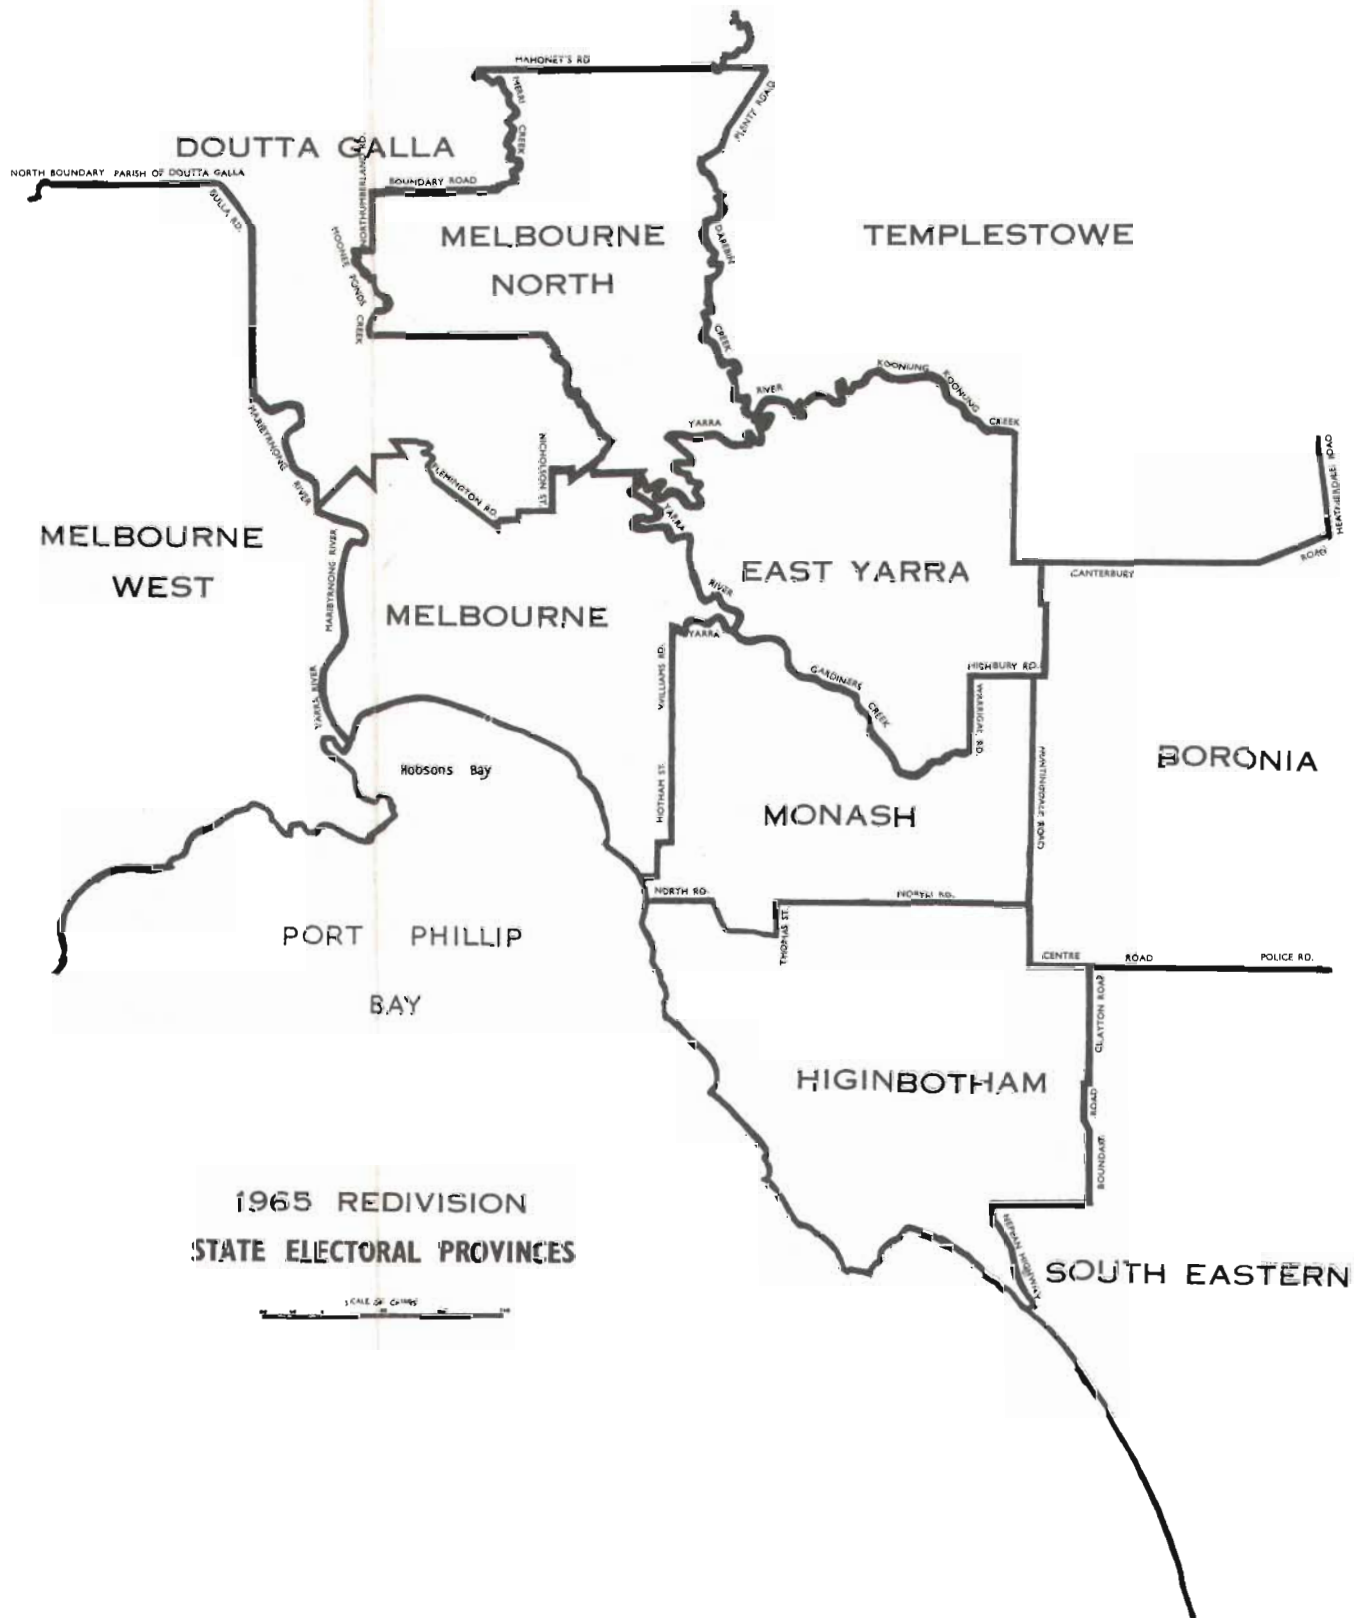 MAHONEY'S RD
MERRI
CREEK
PLENTY ROAD
DOUTTA GALLA
NORTH BOUNDARY PARISH OF DOUTTA GALLA
BULLA RD.
NORTHUMBERLAND RD.
BOUNDARY ROAD
MELBOURNE
NORTH
DAREBIN
CREEK
TEMPLESTOWE
MOONEE PONDS
CREEK
MARIBYRNONG
RIVER
YARRA
RIVER
KOONUNG
KOONUNG
CREEK
FLEMINGTON RD.
NICHOLSON ST.
HEATHERDALE ROAD
MELBOURNE
WEST
MARIBYRNONG RIVER
YARRA RIVER
MELBOURNE
YARRA
RIVER
EAST YARRA
CANTERBURY
ROAD
YARRA
WILLIAMS RD.
HOTHAM ST.
GARDINERS
CREEK
HIGHBURY RD.
WARRIGAL RD.
HUNTINGDALE ROAD
BORONIA
Hobsons Bay
MONASH
NORTH RD.
NORTH RD.
THOMAS ST.
PORT PHILLIP
BAY
CENTRE
ROAD
POLICE RD.
CLAYTON ROAD
HIGINBOTHAM
ROAD
BOUNDARY
NEPEAN HIGHWAY
SOUTH EASTERN
1965 REDIVISION
STATE ELECTORAL PROVINCES
SCALE OF CHAINS